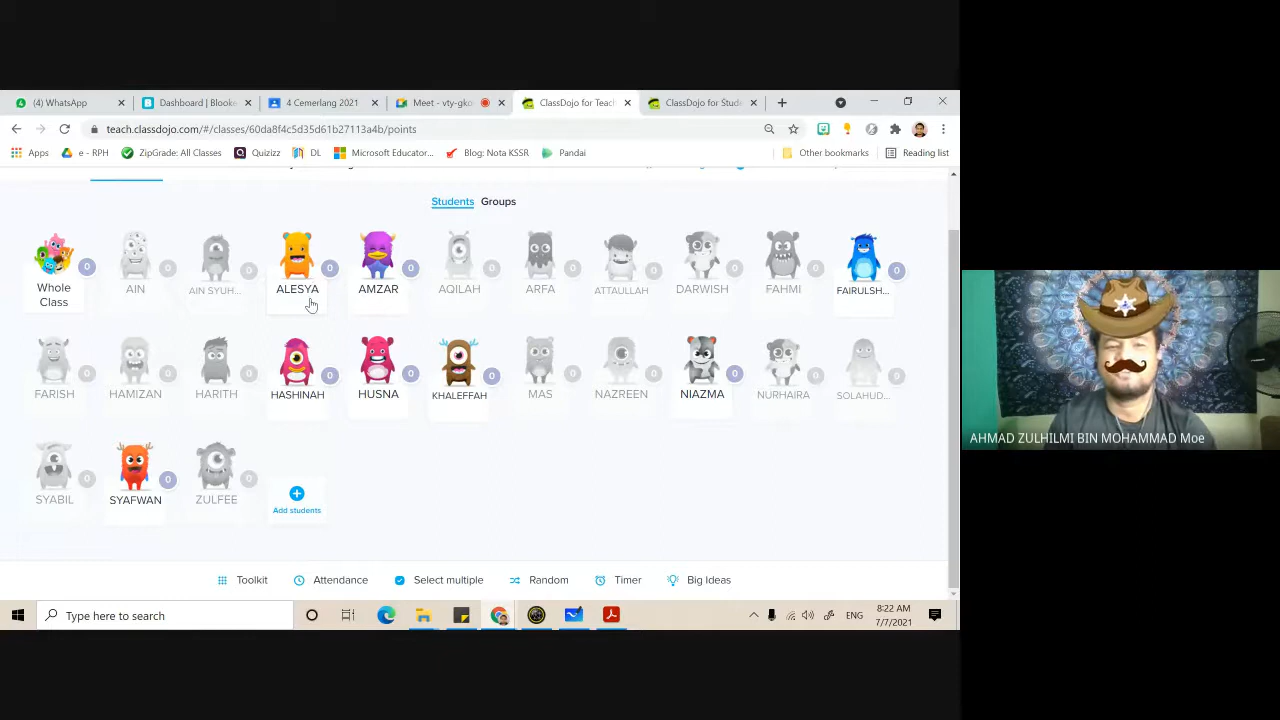 (4) WhatsApp
Dashboard | Blooke
4 Cemerlang 2021
Meet - vty-gko
ClassDojo for Teac
ClassDojo for Stude
teach.classdojo.com/#/classes/60da8f4c5d35d61b27113a4b/points
Apps
e - RPH
ZipGrade: All Classes
Quizizz
DL
Microsoft Educator...
Blog: Nota KSSR
Pandai
Other bookmarks
Reading list
Students Groups
Whole
Class
0
AIN
0
AIN SYUH...
0
ALESYA
0
AMZAR
0
AQILAH
0
ARFA
0
ATTAULLAH
0
DARWISH
0
FAHMI
0
FAIRULSH...
0
FARISH
0
HAMIZAN
0
HARITH
0
HASHINAH
0
HUSNA
0
KHALEFFAH
0
MAS
0
NAZREEN
0
NIAZMA
0
NURHAIRA
0
SOLAHUD...
0
SYABIL
0
SYAFWAN
0
ZULFEE
0
Add students
Toolkit
Attendance
Select multiple
Random
Timer
Big Ideas
Type here to search
ENG
8:22 AM
7/7/2021
AHMAD ZULHILMI BIN MOHAMMAD Moe